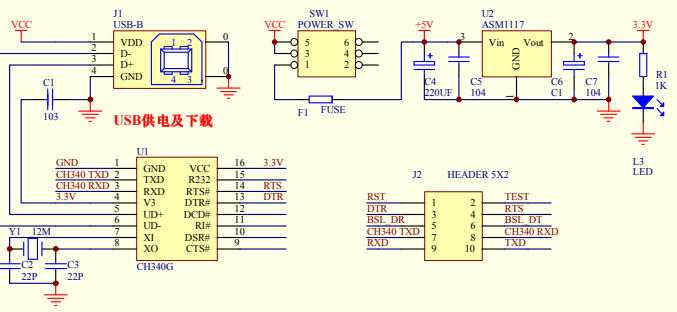 J1
USB-B
VCC
1 VDD
2 D-
3 D+
4 GND
1 2
4 3
0
0
C1
103
USB供电及下载
SW1
POWER_SW
VCC
5 6
3 4
1 2
F1
FUSE
+5V
C4
220UF
C5
104
U2
ASM1117
3 Vin Vout 2
GND
1
C6
C1
C7
104
3.3V
R1
1K
L3
LED
U1
GND 1 GND VCC 16 3.3V
CH340 TXD 2 TXD R232 15
CH340 RXD 3 RXD RTS# 14 RTS
3.3V 4 V3 DTR# 13 DTR
5 UD+ DCD# 12
6 UD- RI# 11
7 XI DSR# 10
8 XO CTS# 9
CH340G
Y1 12M
C2
22P
C3
22P
J2
HEADER 5X2
RST 1 2 TEST
DTR 3 4 RTS
BSL_DR 5 6 BSL_DT
CH340 TXD 7 8 CH340 RXD
RXD 9 10 TXD